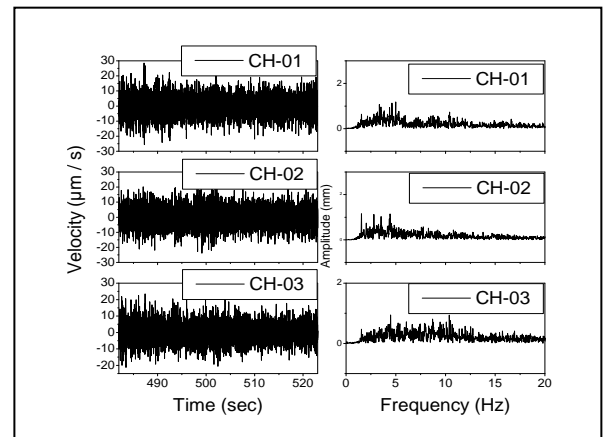 CH-01
30
20
10
0
-10
-20
-30
CH-02
30
20
10
0
-10
-20
-30
CH-03
30
20
10
0
-10
-20
490 500 510 520
Velocity (μm / s)
Time (sec)
CH-01
2
0
CH-02
2
0
CH-03
2
1
0
0 5 10 15 20
Amplitude (mm)
Frequency (Hz)